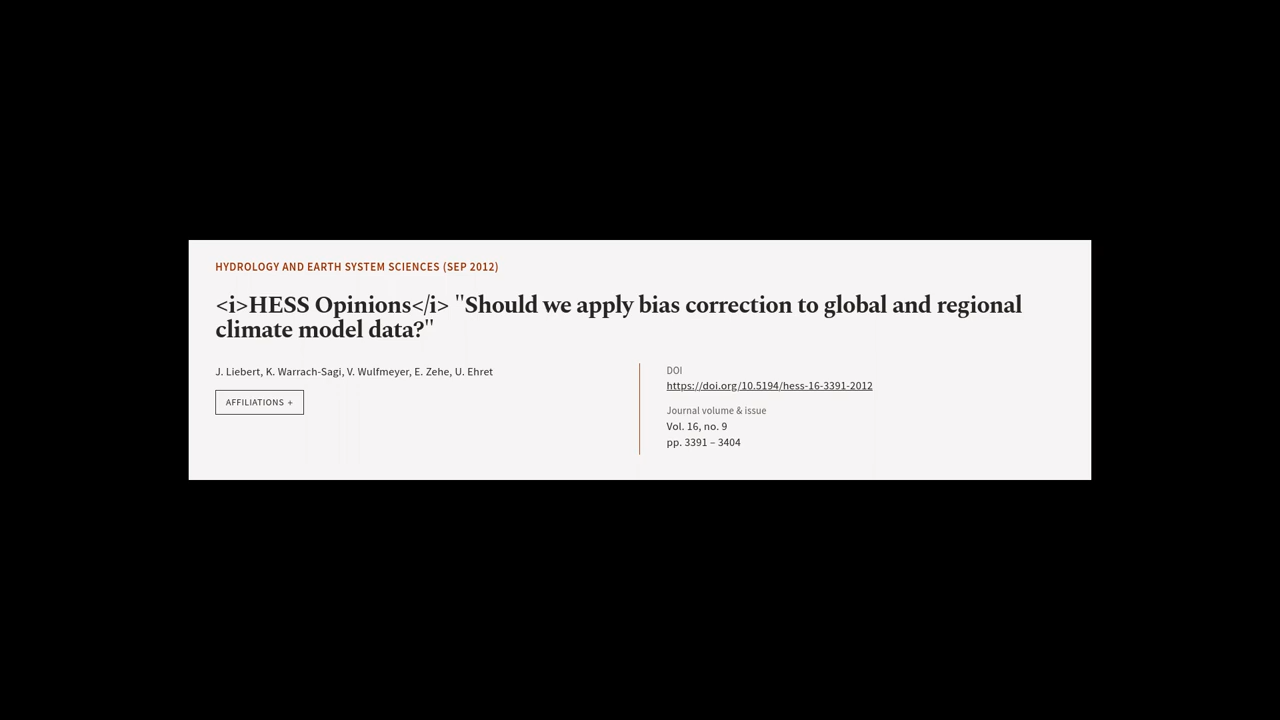 HYDROLOGY AND EARTH SYSTEM SCIENCES (SEP 2012)
<i>HESS Opinions</i> "Should we apply bias correction to global and regional
climate model data?"
J. Liebert, K. Warrach-Sagi, V. Wulfmeyer, E. Zehe, U. Ehret
AFFILIATIONS +
DOI
https://doi.org/10.5194/hess-16-3391-2012
Journal volume & issue
Vol. 16, no. 9
pp. 3391 – 3404